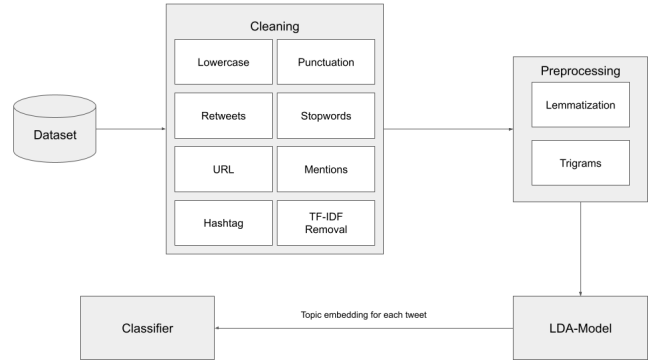 Cleaning
Lowercase
Punctuation
Retweets
Stopwords
URL
Mentions
Hashtag
TF-IDF
Removal
Dataset
Preprocessing
Lemmatization
Trigrams
LDA-Model
Topic embedding for each tweet
Classifier